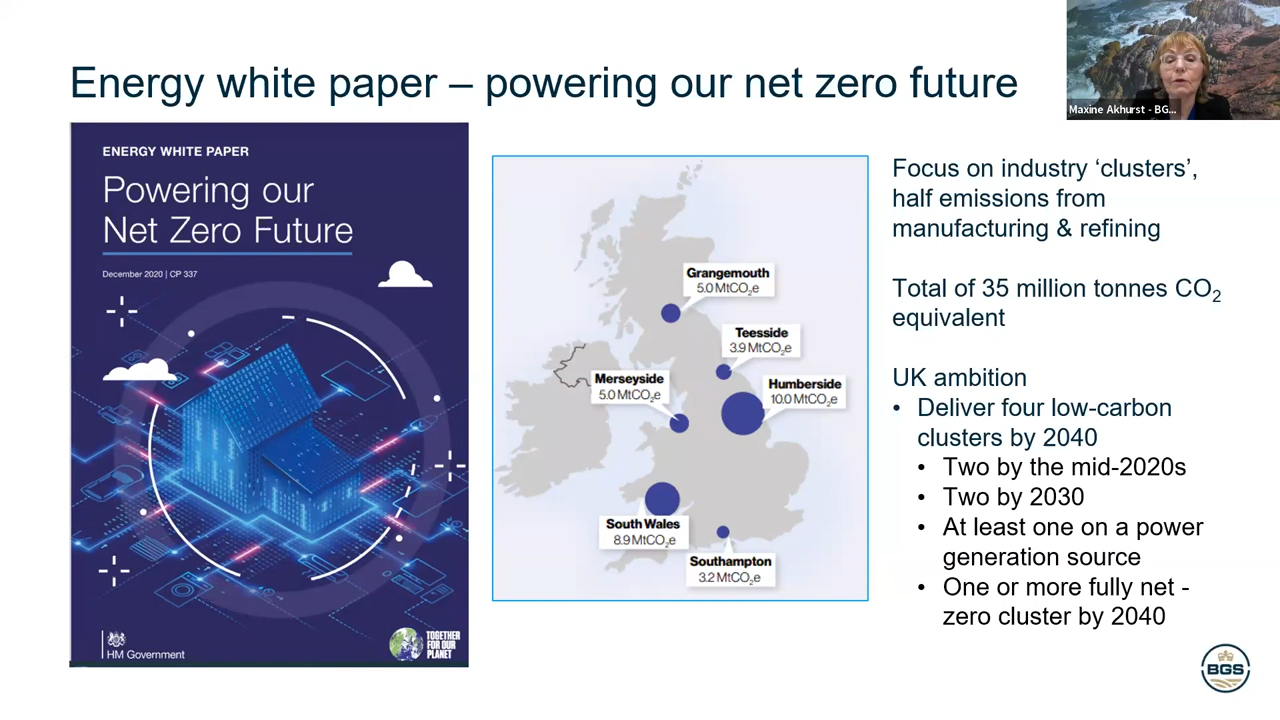 Energy white paper – powering our net zero future
Maxine Akhurst - BG...
ENERGY WHITE PAPER
Powering our
Net Zero Future
December 2020 | CP 337
HM Government
TOGETHER
FOR OUR
PLANET
Grangemouth
5.0 MtCO₂e
Teesside
3.9 MtCO₂e
Merseyside
5.0 MtCO₂e
Humberside
10.0 MtCO₂e
South Wales
8.9 MtCO₂e
Southampton
3.2 MtCO₂e
Focus on industry ‘clusters’,
half emissions from
manufacturing & refining
Total of 35 million tonnes CO₂
equivalent
UK ambition
• Deliver four low-carbon
clusters by 2040
• Two by the mid-2020s
• Two by 2030
• At least one on a power
generation source
• One or more fully net -
zero cluster by 2040
BGS